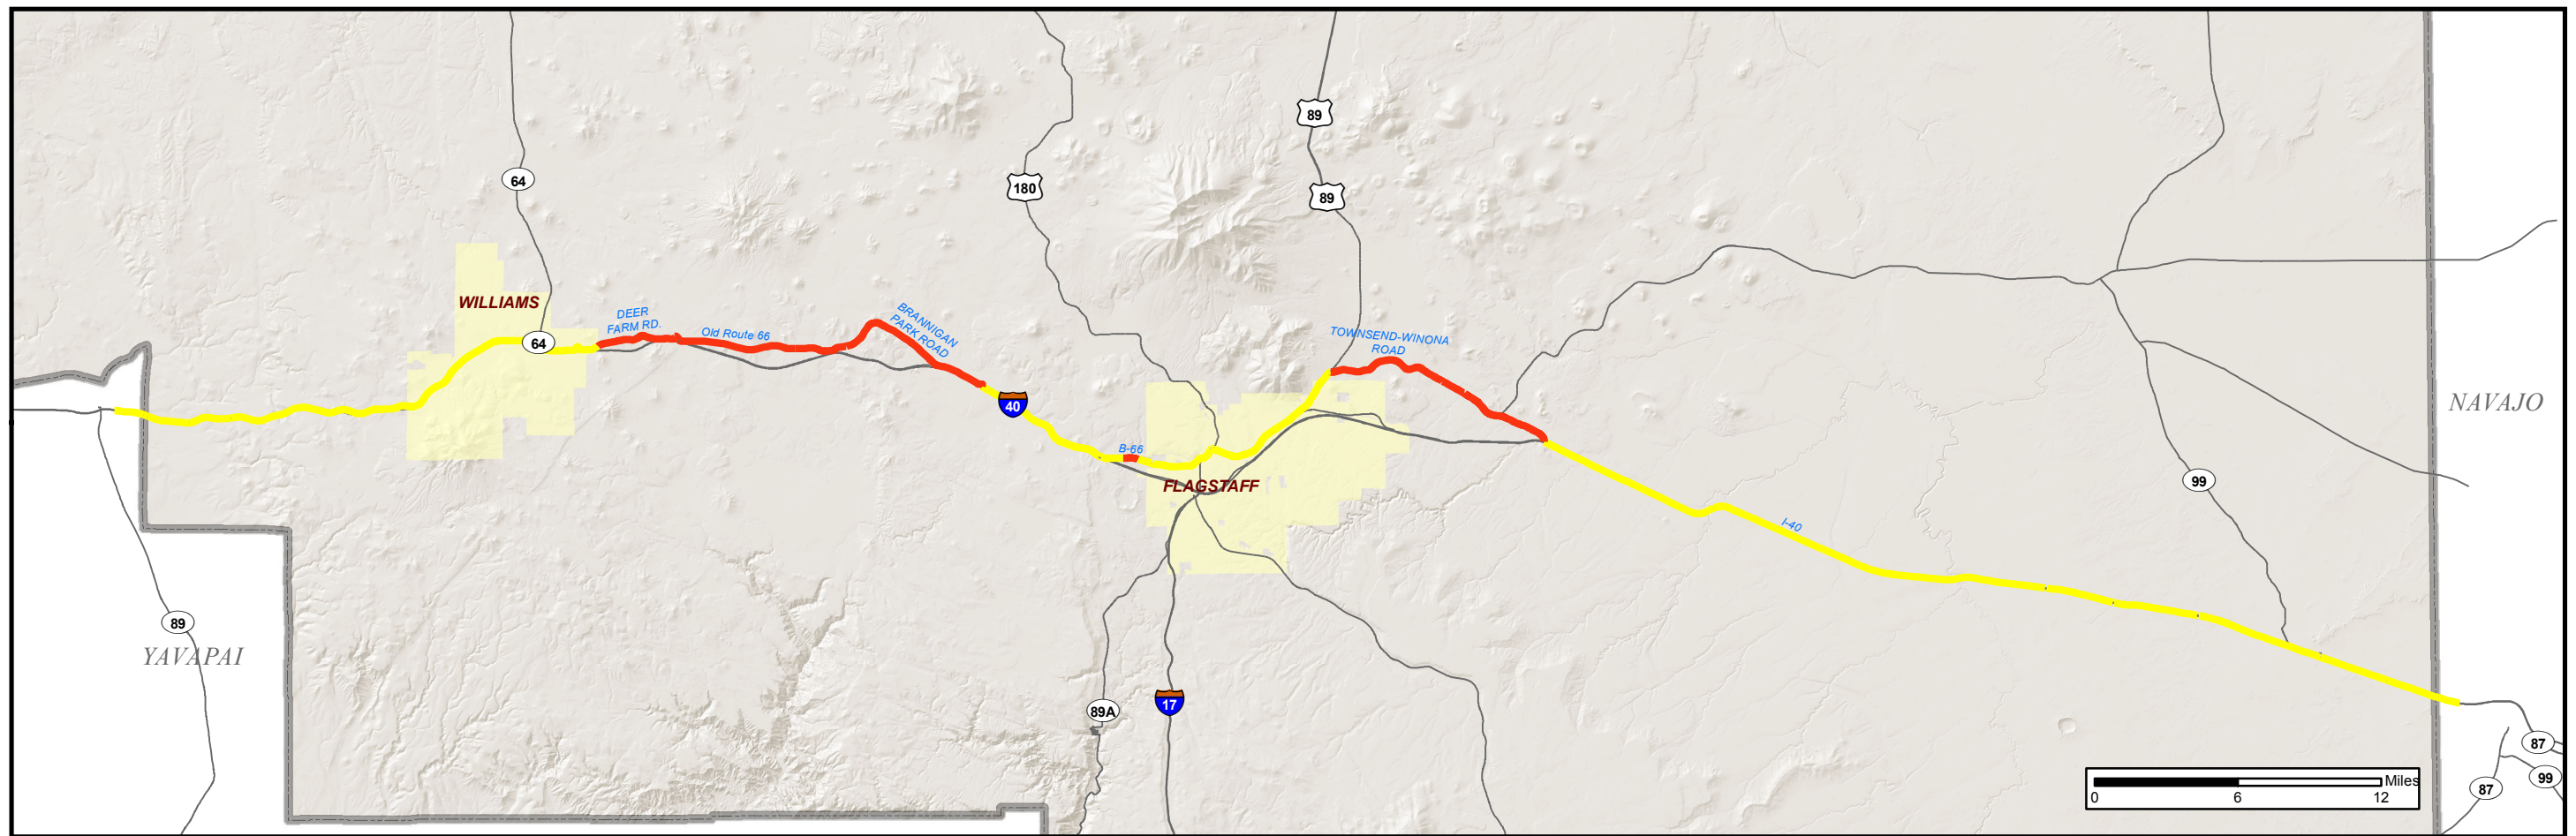 89
64
180
89
WILLIAMS
DEER
FARM RD.
Old Route 66
BRANNIGAN
PARK ROAD
64
TOWNSEND-WINONA
ROAD
40
NAVAJO
B-66
FLAGSTAFF
99
I-40
89
YAVAPAI
17
89A
87
99
87
Miles
0
6
12